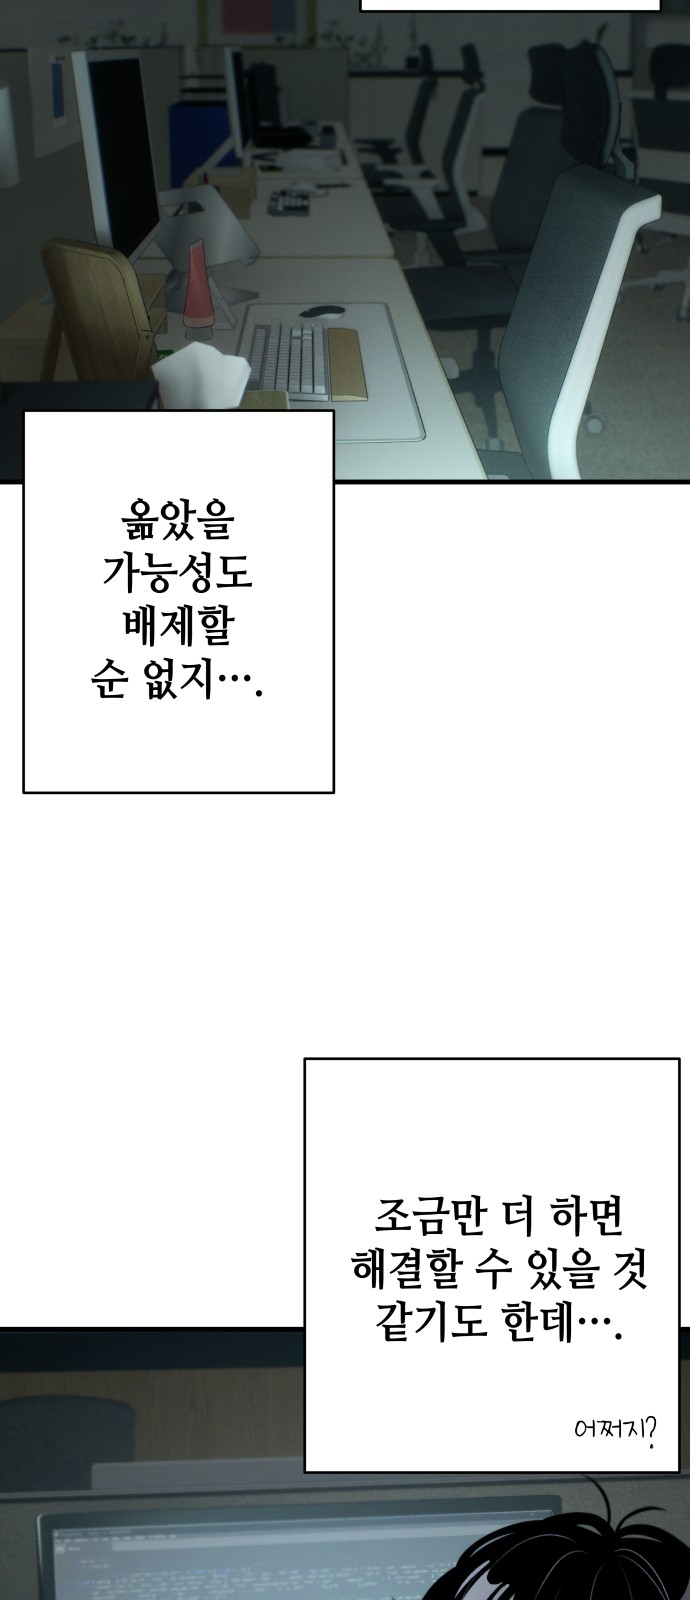 옮았을
가능성도
배제할
순 없지….
조금만 더 하면
해결할 수 있을 것
같기도 한데….
어쩌지?